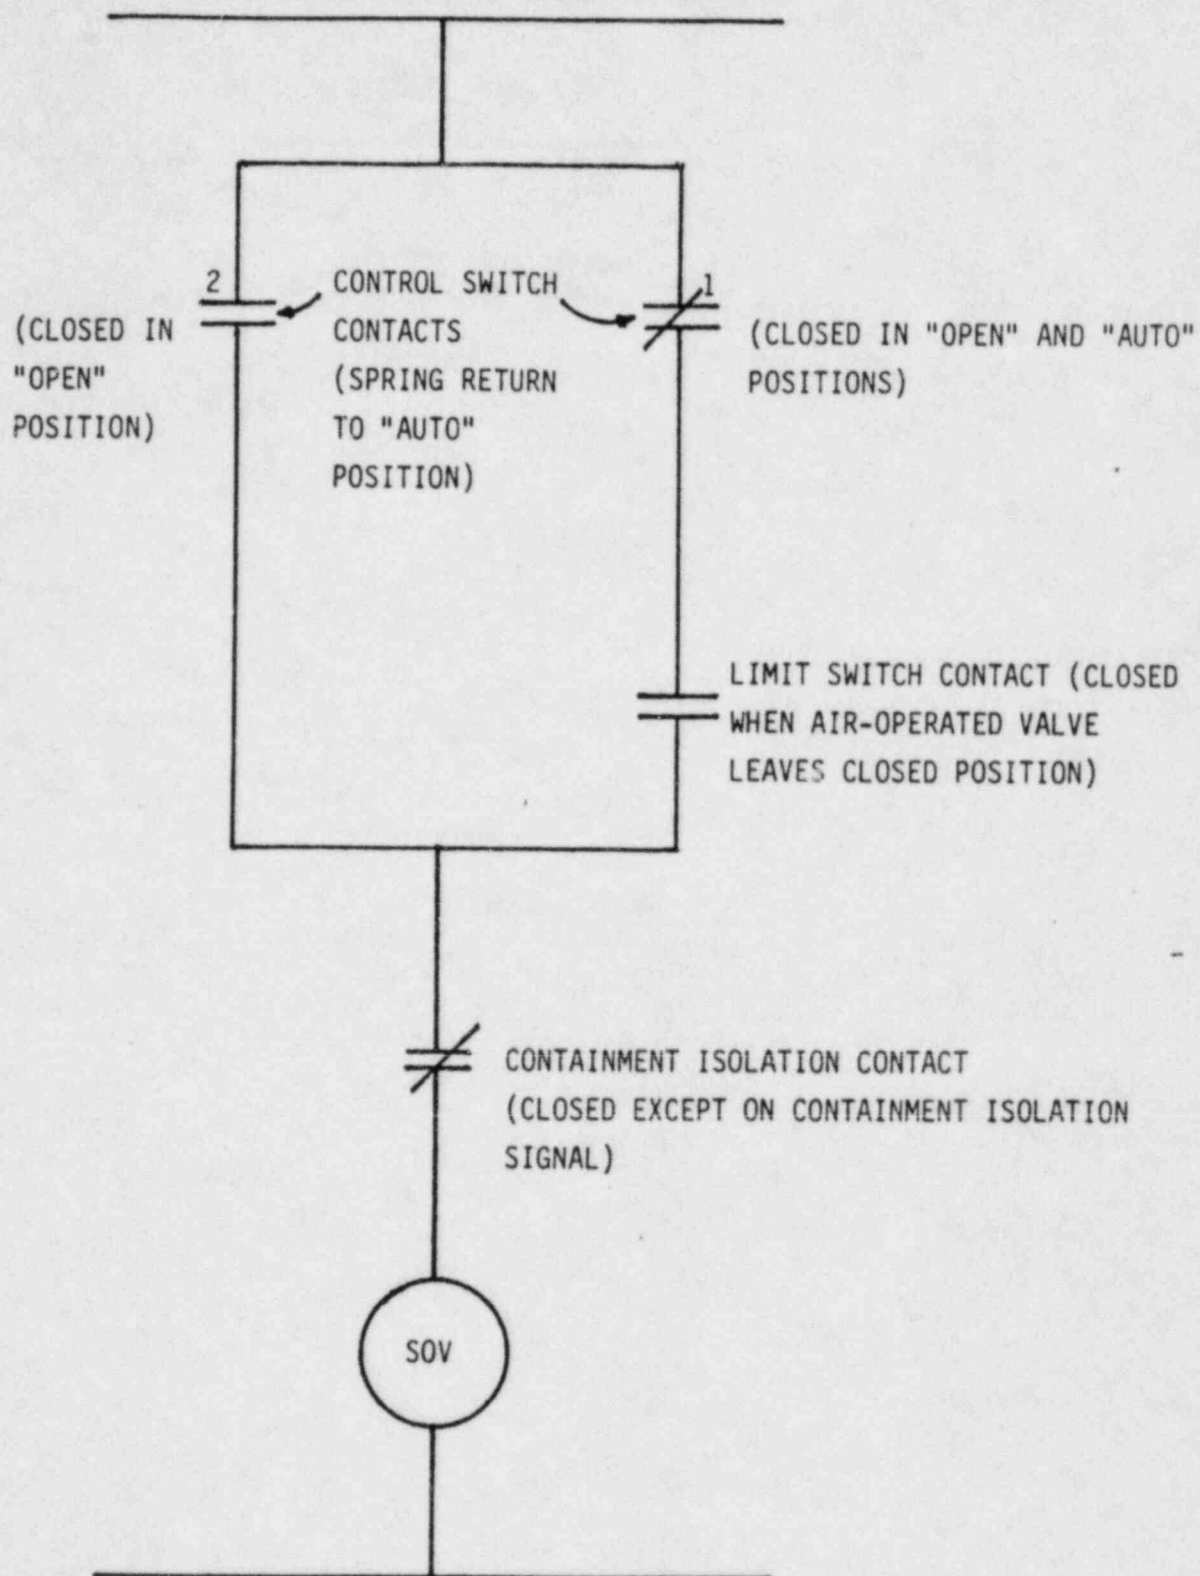 2
1
CONTROL SWITCH
CONTACTS
(SPRING RETURN
TO "AUTO"
POSITION)
(CLOSED IN
"OPEN"
POSITION)
(CLOSED IN "OPEN" AND "AUTO"
POSITIONS)
LIMIT SWITCH CONTACT (CLOSED
WHEN AIR-OPERATED VALVE
LEAVES CLOSED POSITION)
CONTAINMENT ISOLATION CONTACT
(CLOSED EXCEPT ON CONTAINMENT ISOLATION
SIGNAL)
SOV